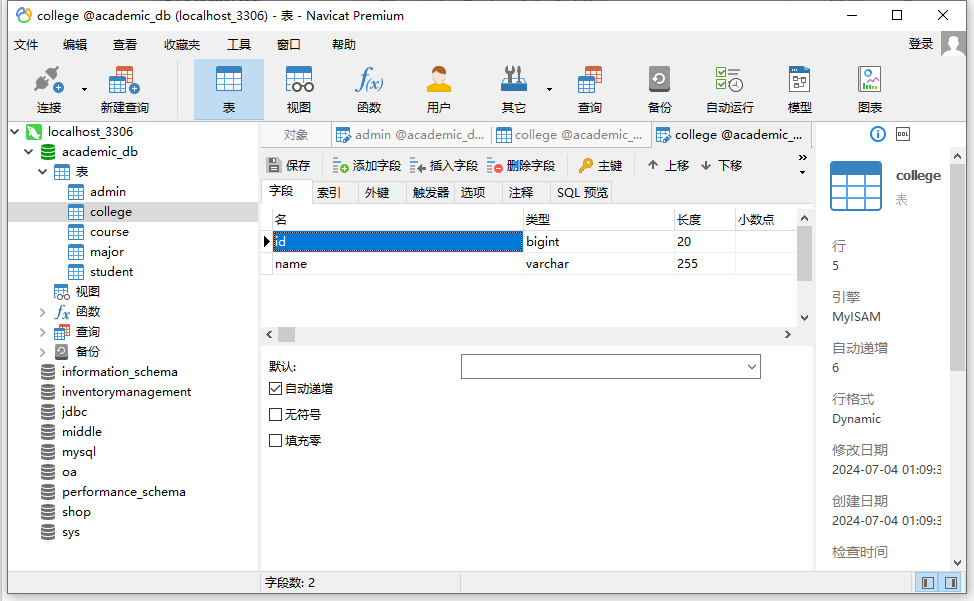 college @academic_db (localhost_3306) - 表 - Navicat Premium
文件 编辑 查看 收藏夹 工具 窗口 帮助 登录
连接 新建查询 表 视图 函数 用户 其它 查询 备份 自动运行 模型 图表
localhost_3306
academic_db
表
admin
college
course
major
student
视图
函数
查询
备份
information_schema
inventorymanagement
jdbc
middle
mysql
oa
performance_schema
shop
sys
对象 admin @academic_d... college @academic_... college @academic_...
保存 添加字段 插入字段 删除字段 主键 上移 下移
字段 索引 外键 触发器 选项 注释 SQL 预览
名 类型 长度 小数点
id bigint 20
name varchar 255
默认:
自动递增
无符号
填充零
DDL
college
表
行
5
引擎
MyISAM
自动递增
6
行格式
Dynamic
修改日期
2024-07-04 01:09:3
创建日期
2024-07-04 01:09:3
检查时间
字段数: 2